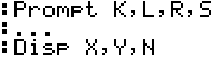 :Prompt K,L,R,S
:...
:Disp X,Y,N